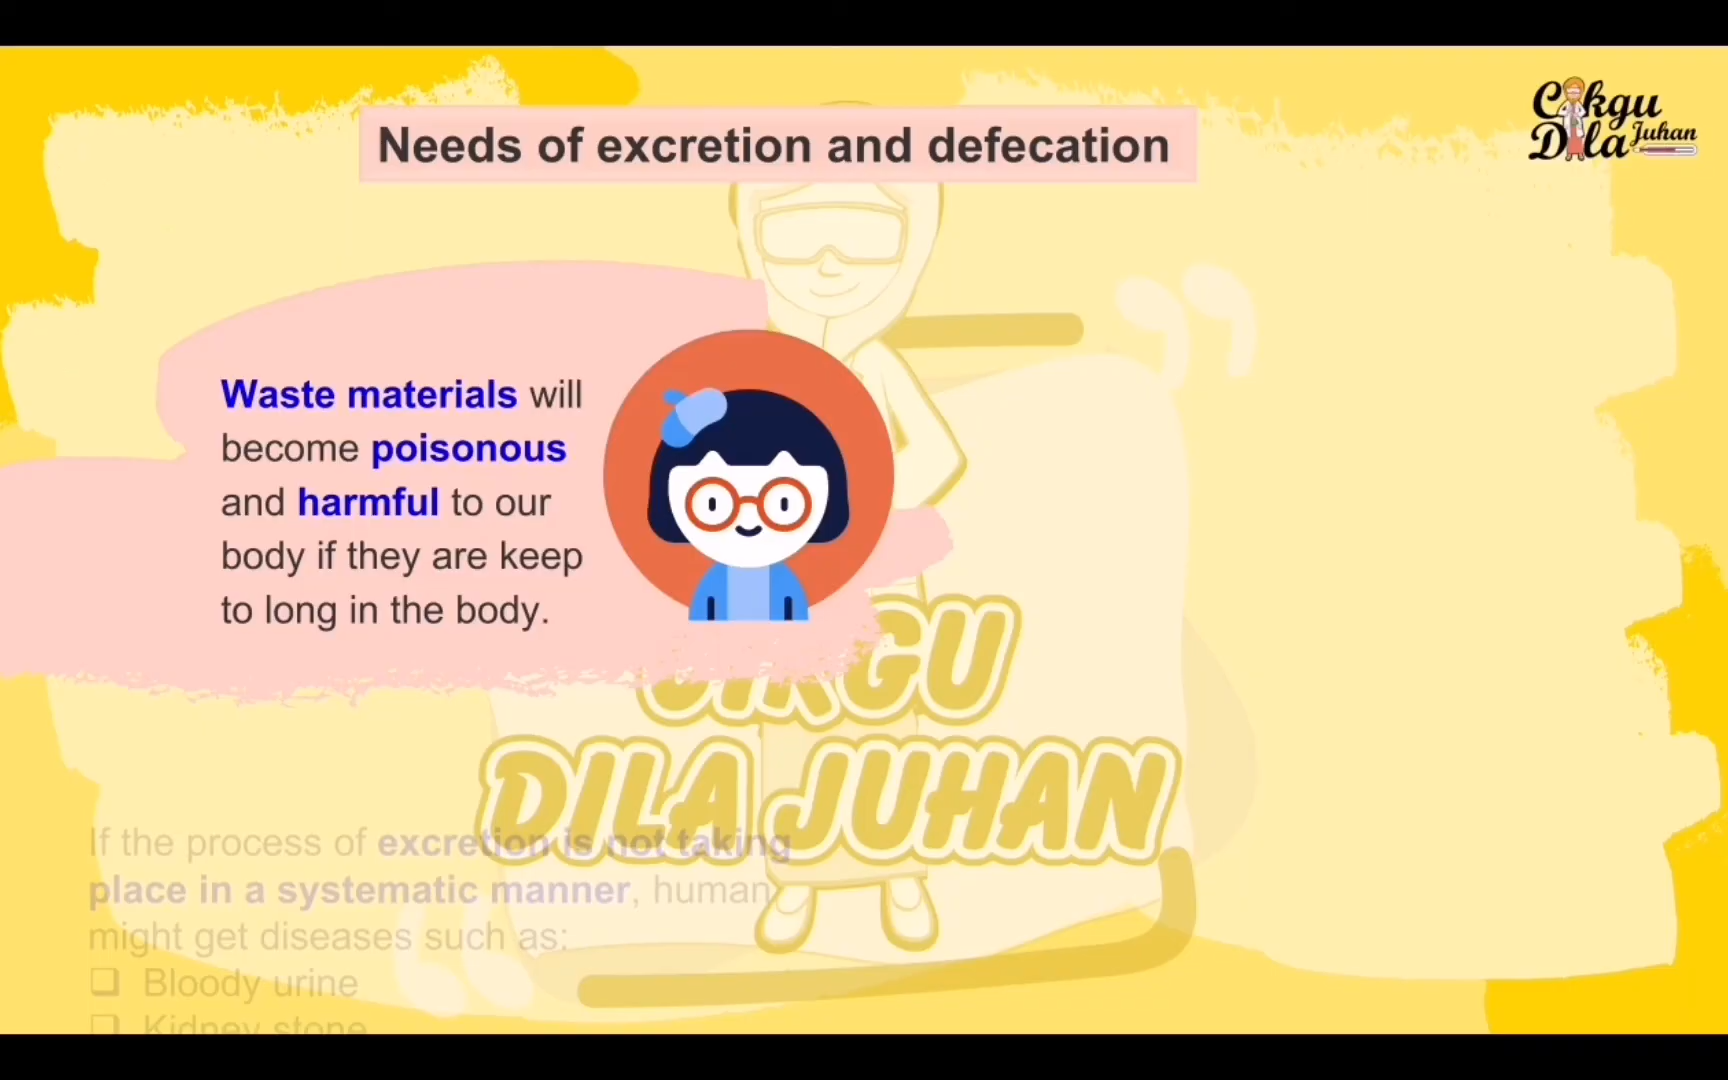 Needs of excretion and defecation
Cikgu
Dila Juhan
Waste materials will
become poisonous
and harmful to our
body if they are keep
to long in the body.
CIKGU
DILA JUHAN
If the process of excretion is not taking
place in a systematic manner, human
might get diseases such as:
❑ Bloody urine
❑ Kidney stone